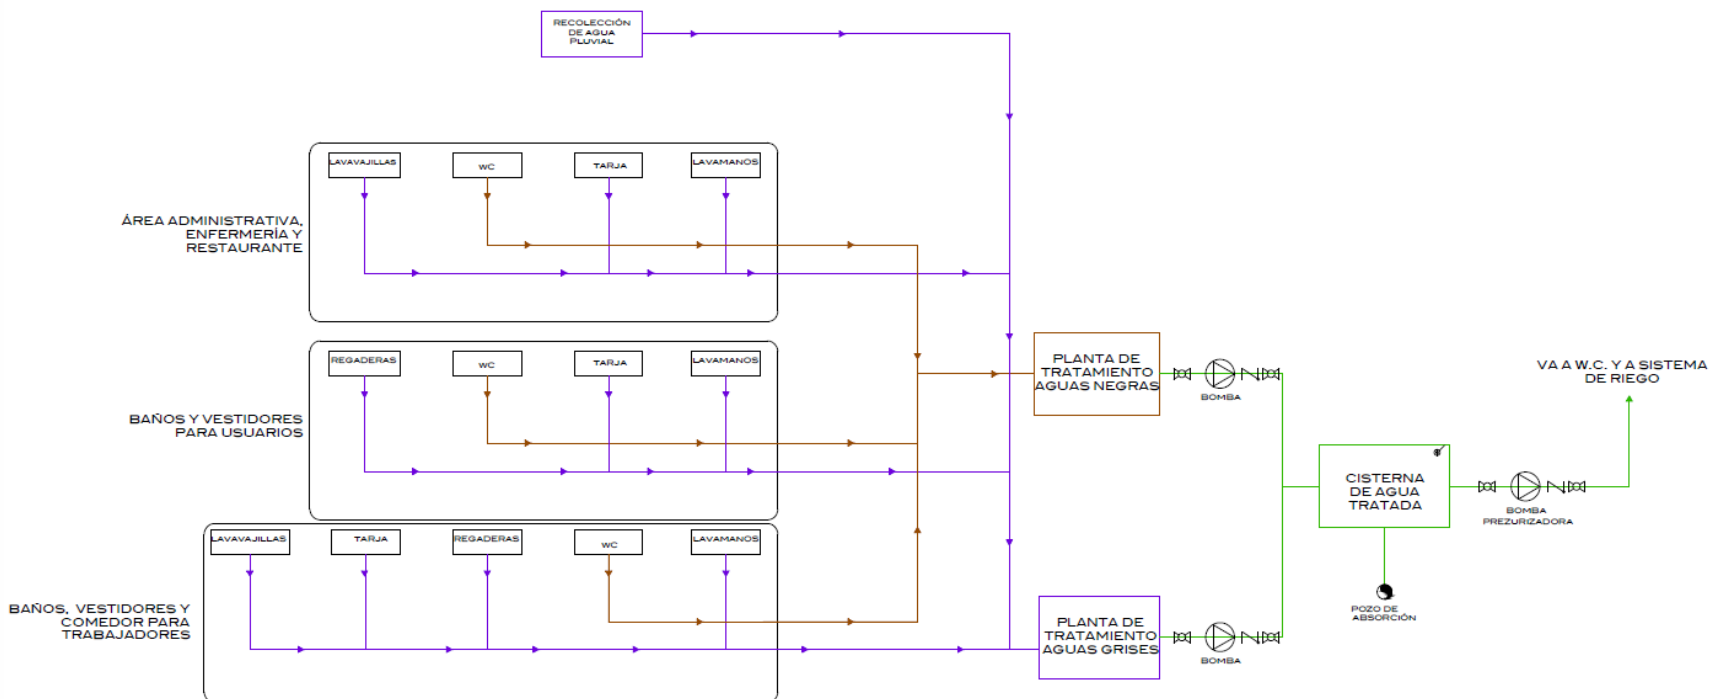 RECOLECCIÓN
DE AGUA
PLUVIAL
ÁREA ADMINISTRATIVA,
ENFERMERÍA Y
RESTAURANTE
LAVAVAJILLAS
WC
TARJA
LAVAMANOS
BAÑOS Y VESTIDORES
PARA USUARIOS
REGADERAS
WC
TARJA
LAVAMANOS
BAÑOS, VESTIDORES Y
COMEDOR PARA
TRABAJADORES
LAVAVAJILLAS
TARJA
REGADERAS
WC
LAVAMANOS
PLANTA DE
TRATAMIENTO
AGUAS NEGRAS
BOMBA
PLANTA DE
TRATAMIENTO
AGUAS GRISES
BOMBA
CISTERNA
DE AGUA
TRATADA
POZO DE
ABSORCIÓN
BOMBA
PREZURIZADORA
VA A W.C. Y A SISTEMA
DE RIEGO